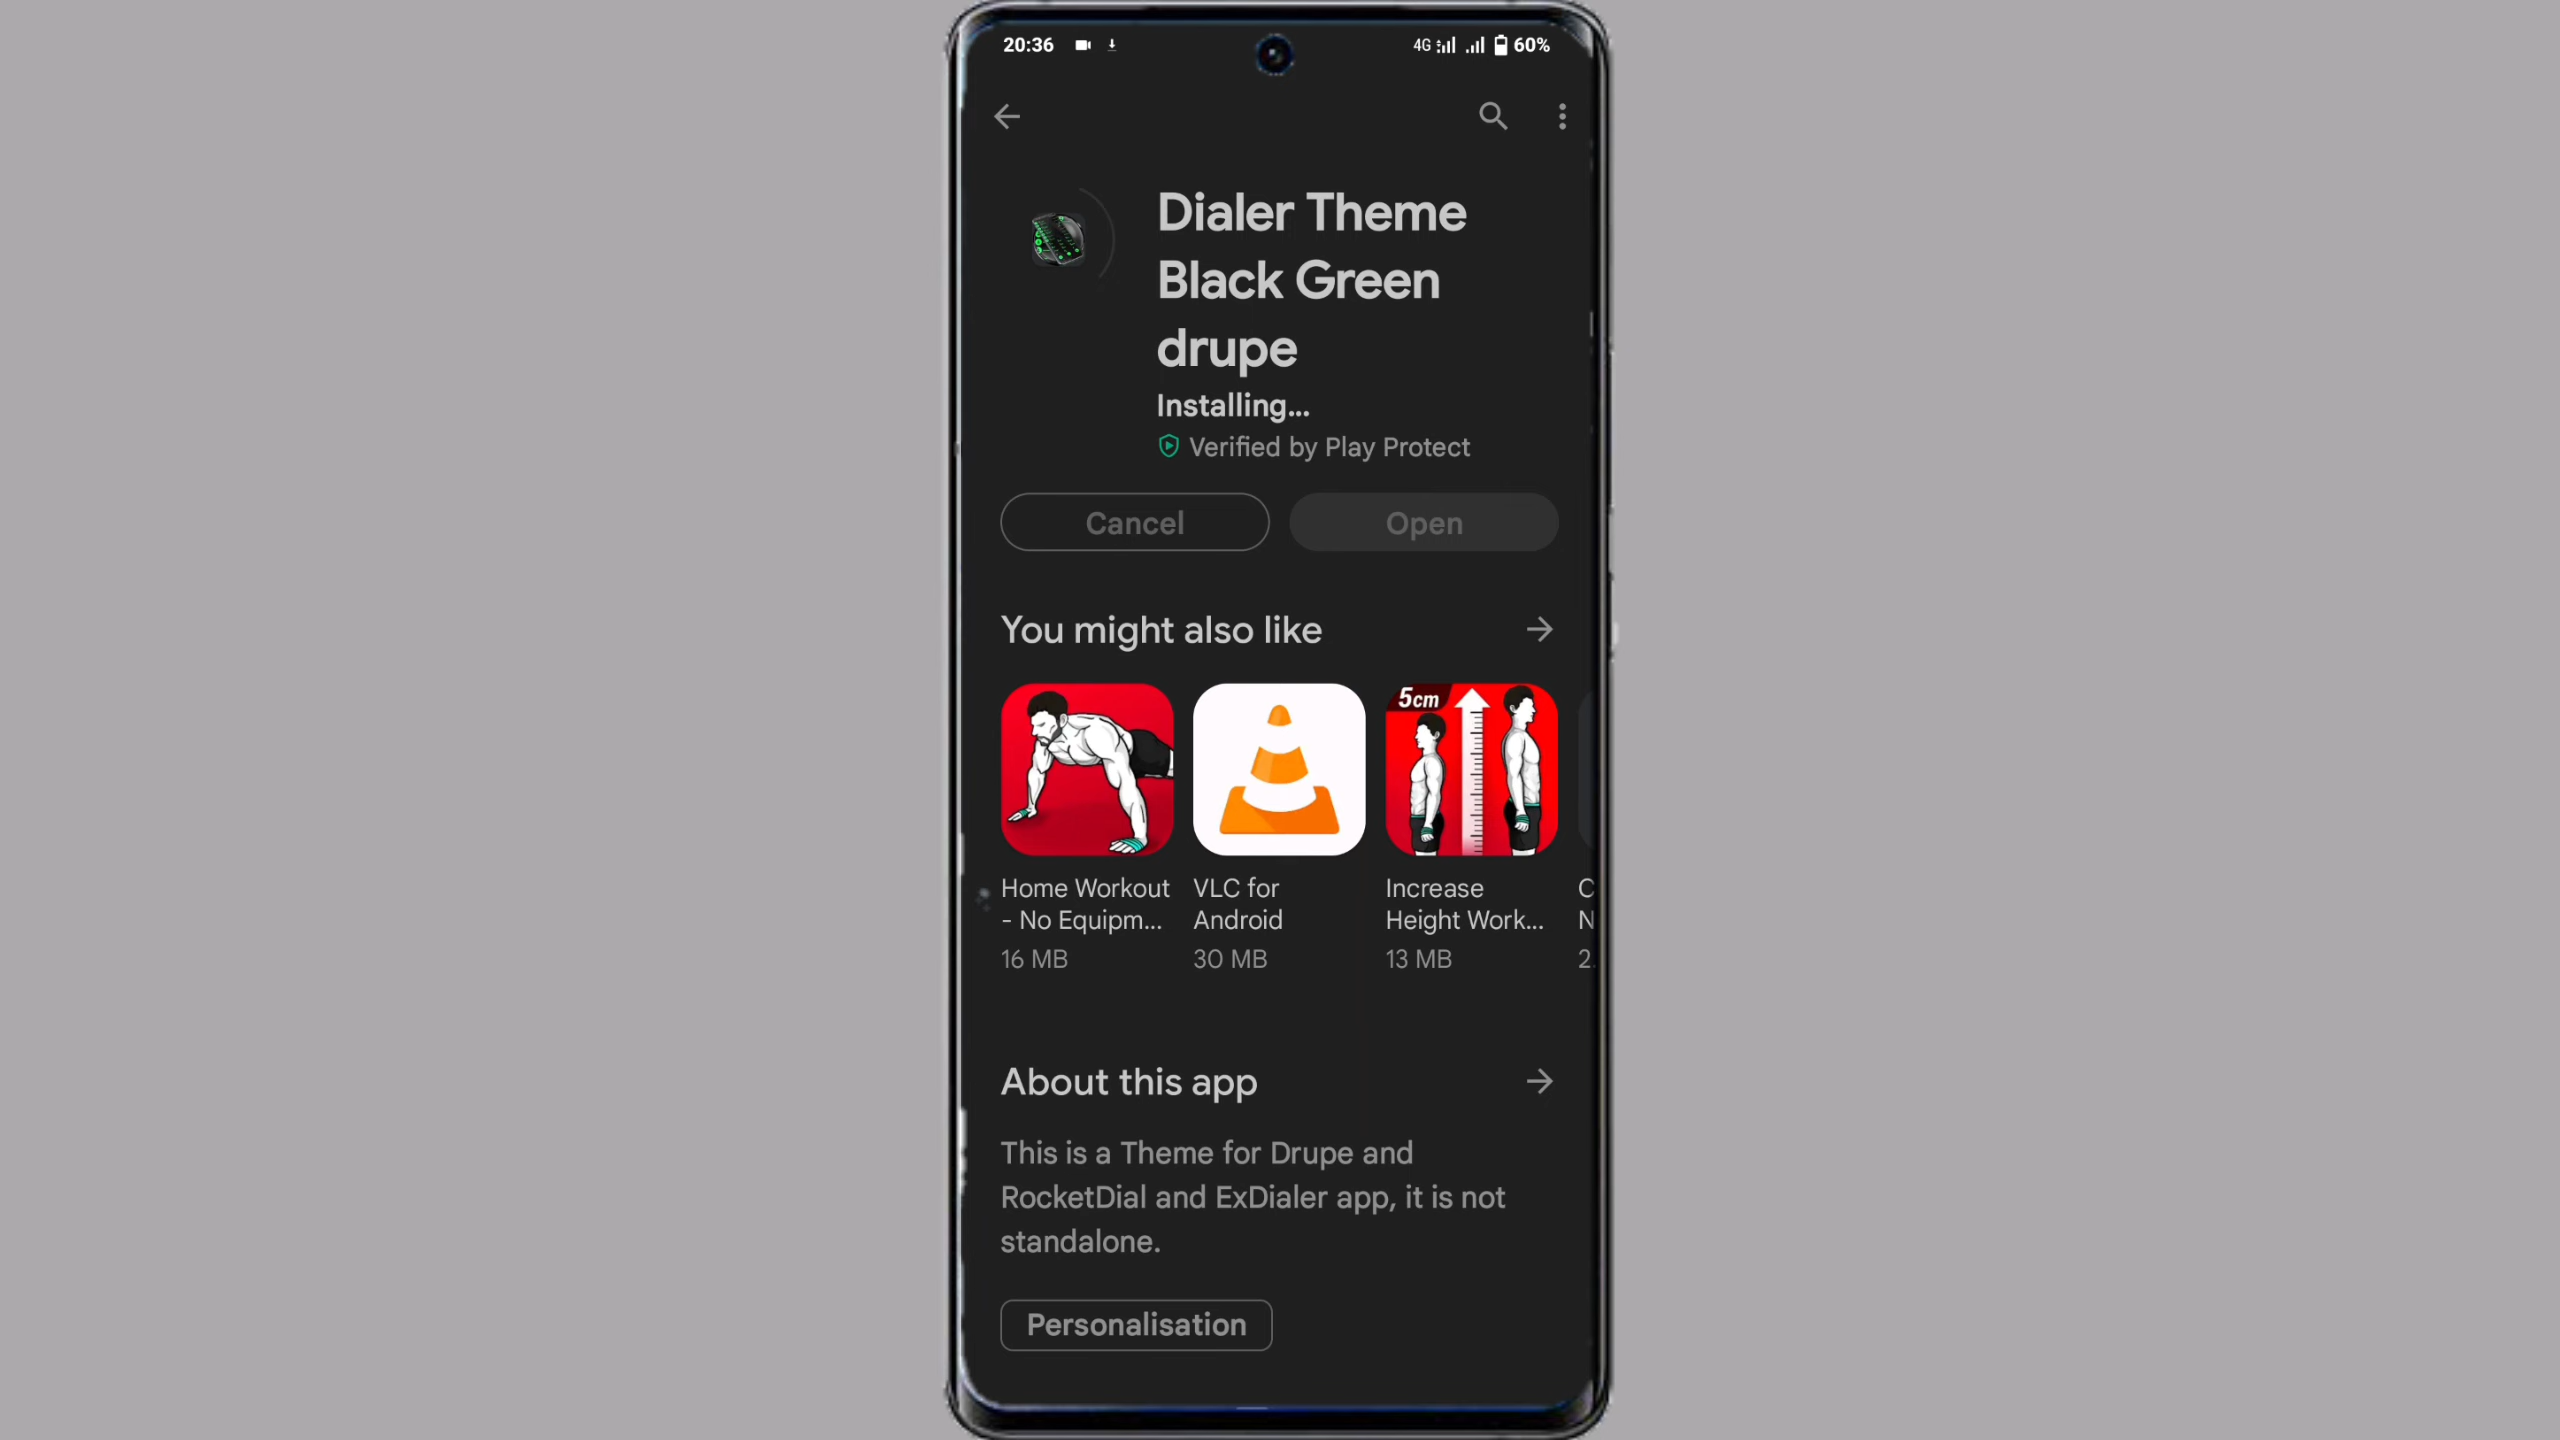 20:36 4G 60%
Dialer Theme
Black Green
drupe
Installing...
Verified by Play Protect
Cancel Open
You might also like
5cm
Home Workout VLC for Increase C
- No Equipm... Android Height Work... N
16 MB 30 MB 13 MB 2.
About this app
This is a Theme for Drupe and
RocketDial and ExDialer app, it is not
standalone.
Personalisation